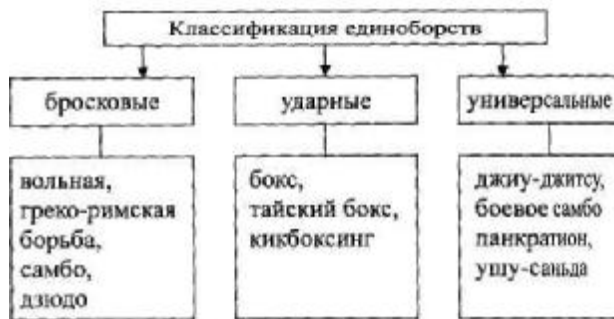 Классификация единоборств
бросковые
ударные
универсальные
вольная,
греко-римская
борьба,
самбо,
дзюдо
бокс,
тайский бокс,
кикбоксинг
джиу-джитсу,
боевое самбо
панкратион,
ушу-саньда